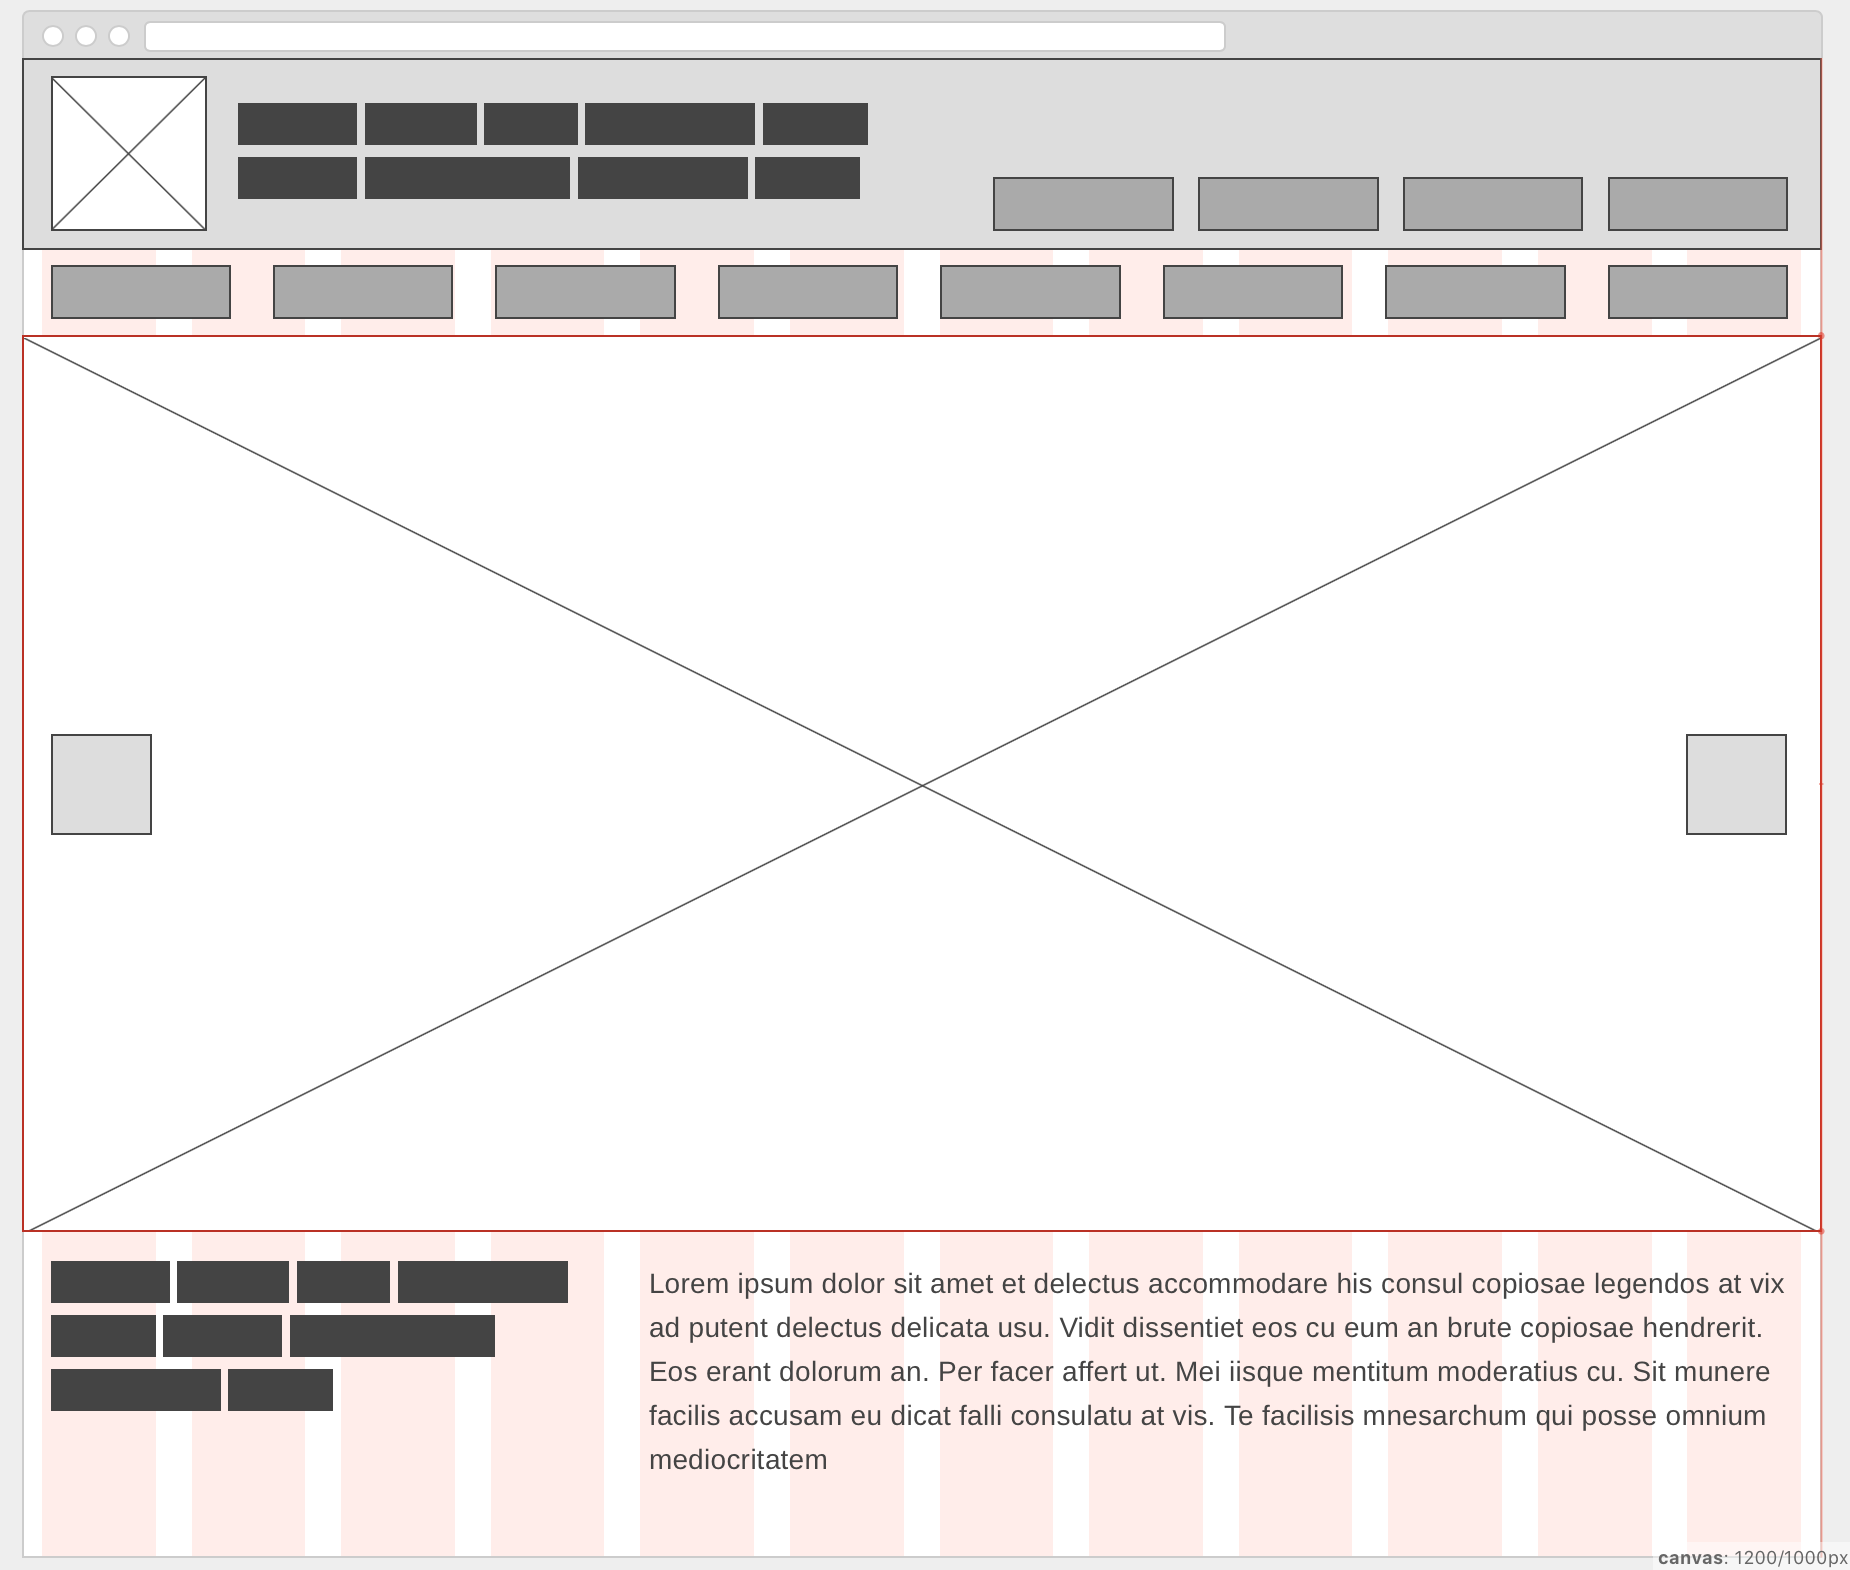 Lorem ipsum dolor sit amet et delectus accommodare his consul copiosae legendos at vix
ad putent delectus delicata usu. Vidit dissentiet eos cu eum an brute copiosae hendrerit.
Eos erant dolorum an. Per facer affert ut. Mei iisque mentitum moderatius cu. Sit munere
facilis accusam eu dicat falli consulatu at vis. Te facilisis mnesarchum qui posse omnium
mediocritatem
canvas: 1200/1000px